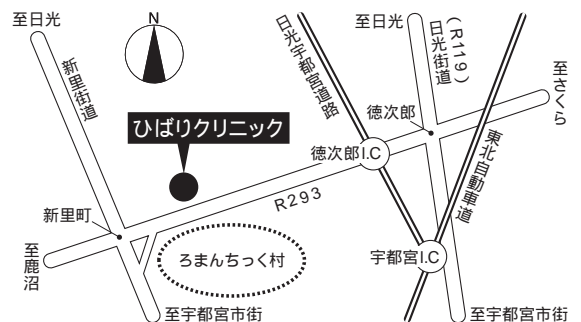 至日光
N
日光宇都宮道路
至日光
(R119)
日光街道
至さくら
新里街道
ひばりクリニック
徳次郎
徳次郎I.C
東北自動車道
R293
新里町
至鹿沼
ろまんちっく村
宇都宮I.C
至宇都宮市街
至宇都宮市街